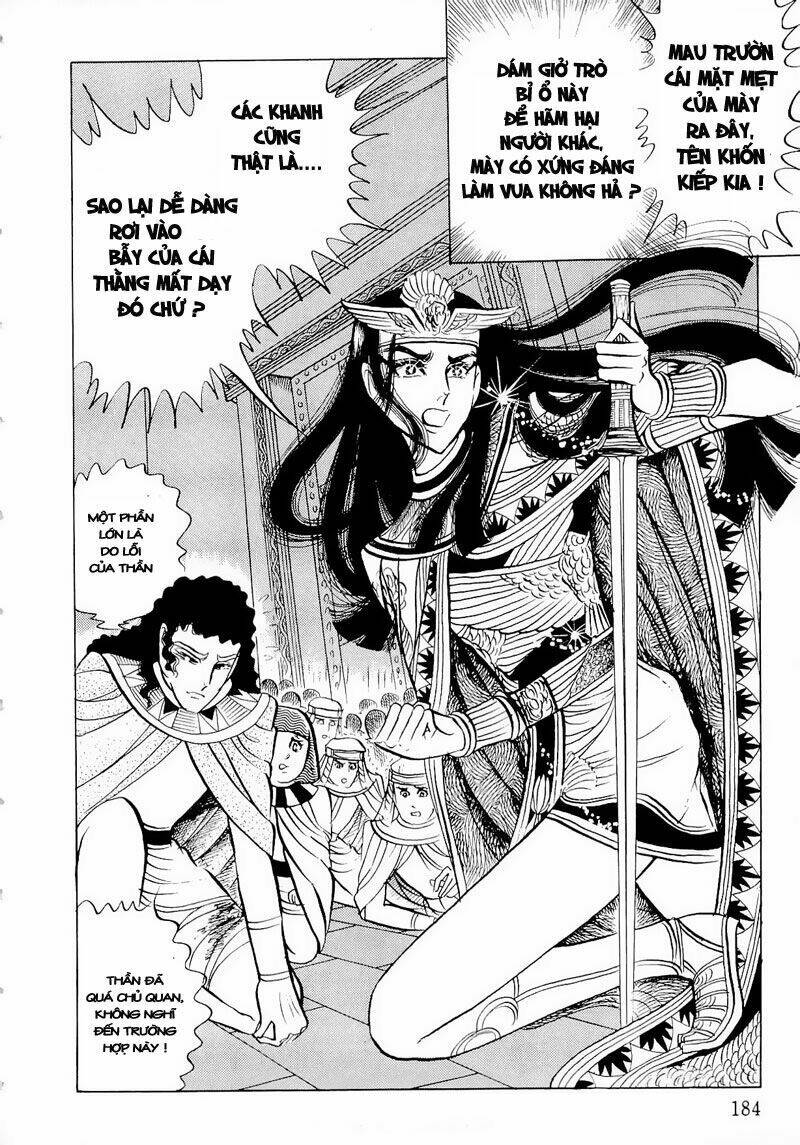 MAU TRƯỜN
CÁI MẶT MẸT
CỦA MÀY
RA ĐÂY,
TÊN KHỐN
KIẾP KIA !
DÁM GIỞ TRÒ
BỈ Ổ NÀY
ĐỂ HÃM HẠI
NGƯỜI KHÁC,
MÀY CÓ XỨNG ĐÁNG
LÀM VUA KHÔNG HẢ ?
CÁC KHANH
CŨNG
THẬT LÀ....
SAO LẠI DỄ DÀNG
RƠI VÀO
BẪY CỦA CÁI
THẰNG MẤT DẠY
ĐÓ CHỨ ?
MỘT PHẦN
LỚN LÀ
DO LỖI
CỦA THẦN
THẦN ĐÃ
QUÁ CHỦ QUAN,
KHÔNG NGHĨ
ĐẾN TRƯỜNG
HỢP NÀY !
184